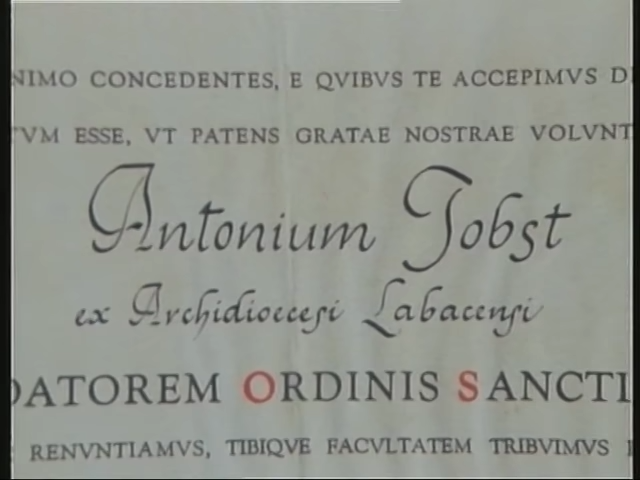 NIMO CONCEDENTES, E QVIBVS TE ACCEPIMVS D
TVM ESSE, VT PATENS GRATAE NOSTRAE VOLVNT
Antonium Jobst
ex Archidioecesi Labacensi
DATOREM ORDINIS SANCTI
RENVNTIAMVS, TIBIQVE FACVLTATEM TRIBVIMVS